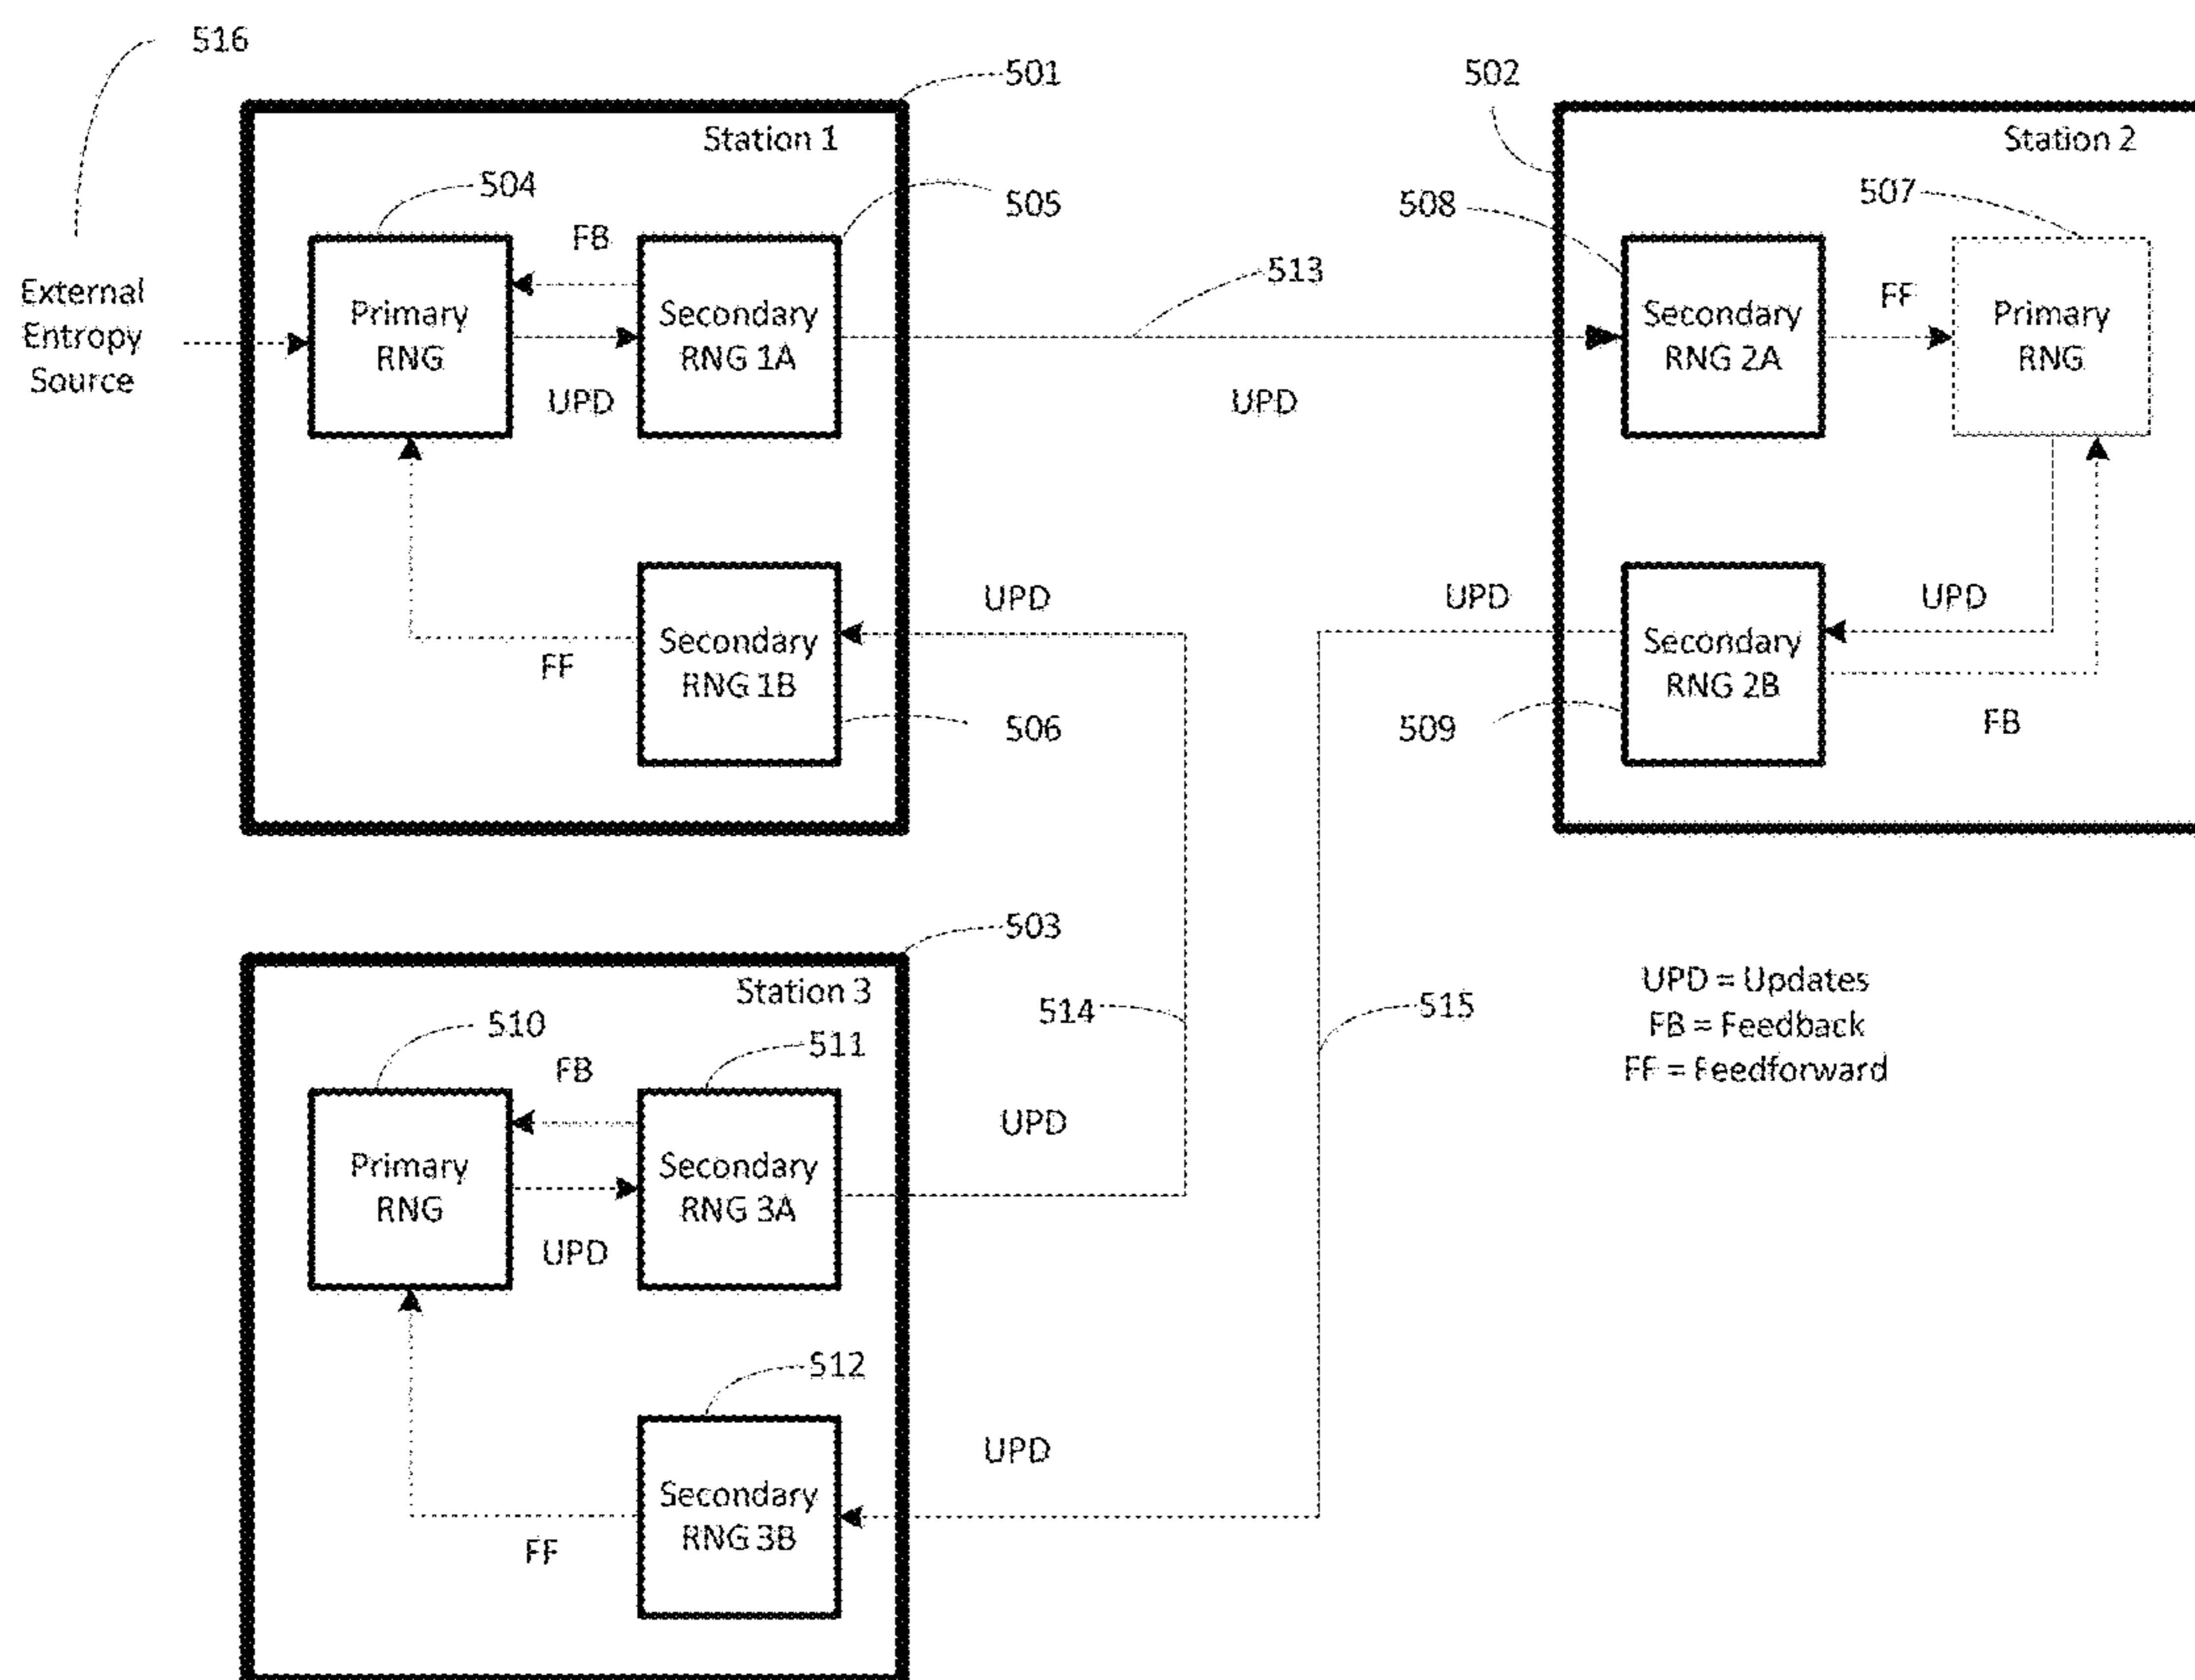 516
501
502
Station 1
Station 2
504
505
508
507
External
Entropy
Source
Primary
RNG
FB
UPD
Secondary
RNG 1A
513
UPD
Secondary
RNG 2A
FF
Primary
RNG
FF
Secondary
RNG 1B
506
UPD
UPD
Secondary
RNG 2B
509
UPD
FB
503
Station 3
510
511
514
515
UPD = Updates
FB = Feedback
FF = Feedforward
Primary
RNG
FB
UPD
Secondary
RNG 3A
UPD
512
FF
Secondary
RNG 3B
UPD